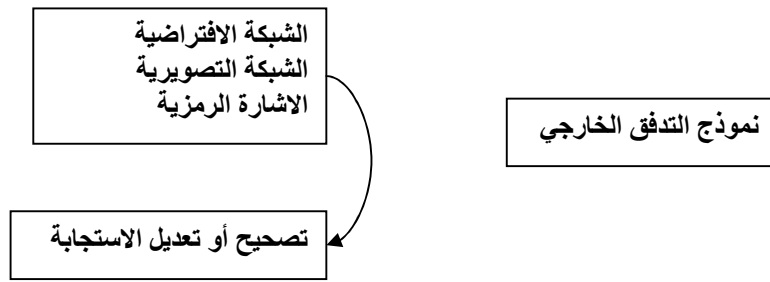 الشبكة الافتراضية
الشبكة التصويرية
الاشارة الرمزية
نموذج التدفق الخارجي
تصحيح أو تعديل الاستجابة